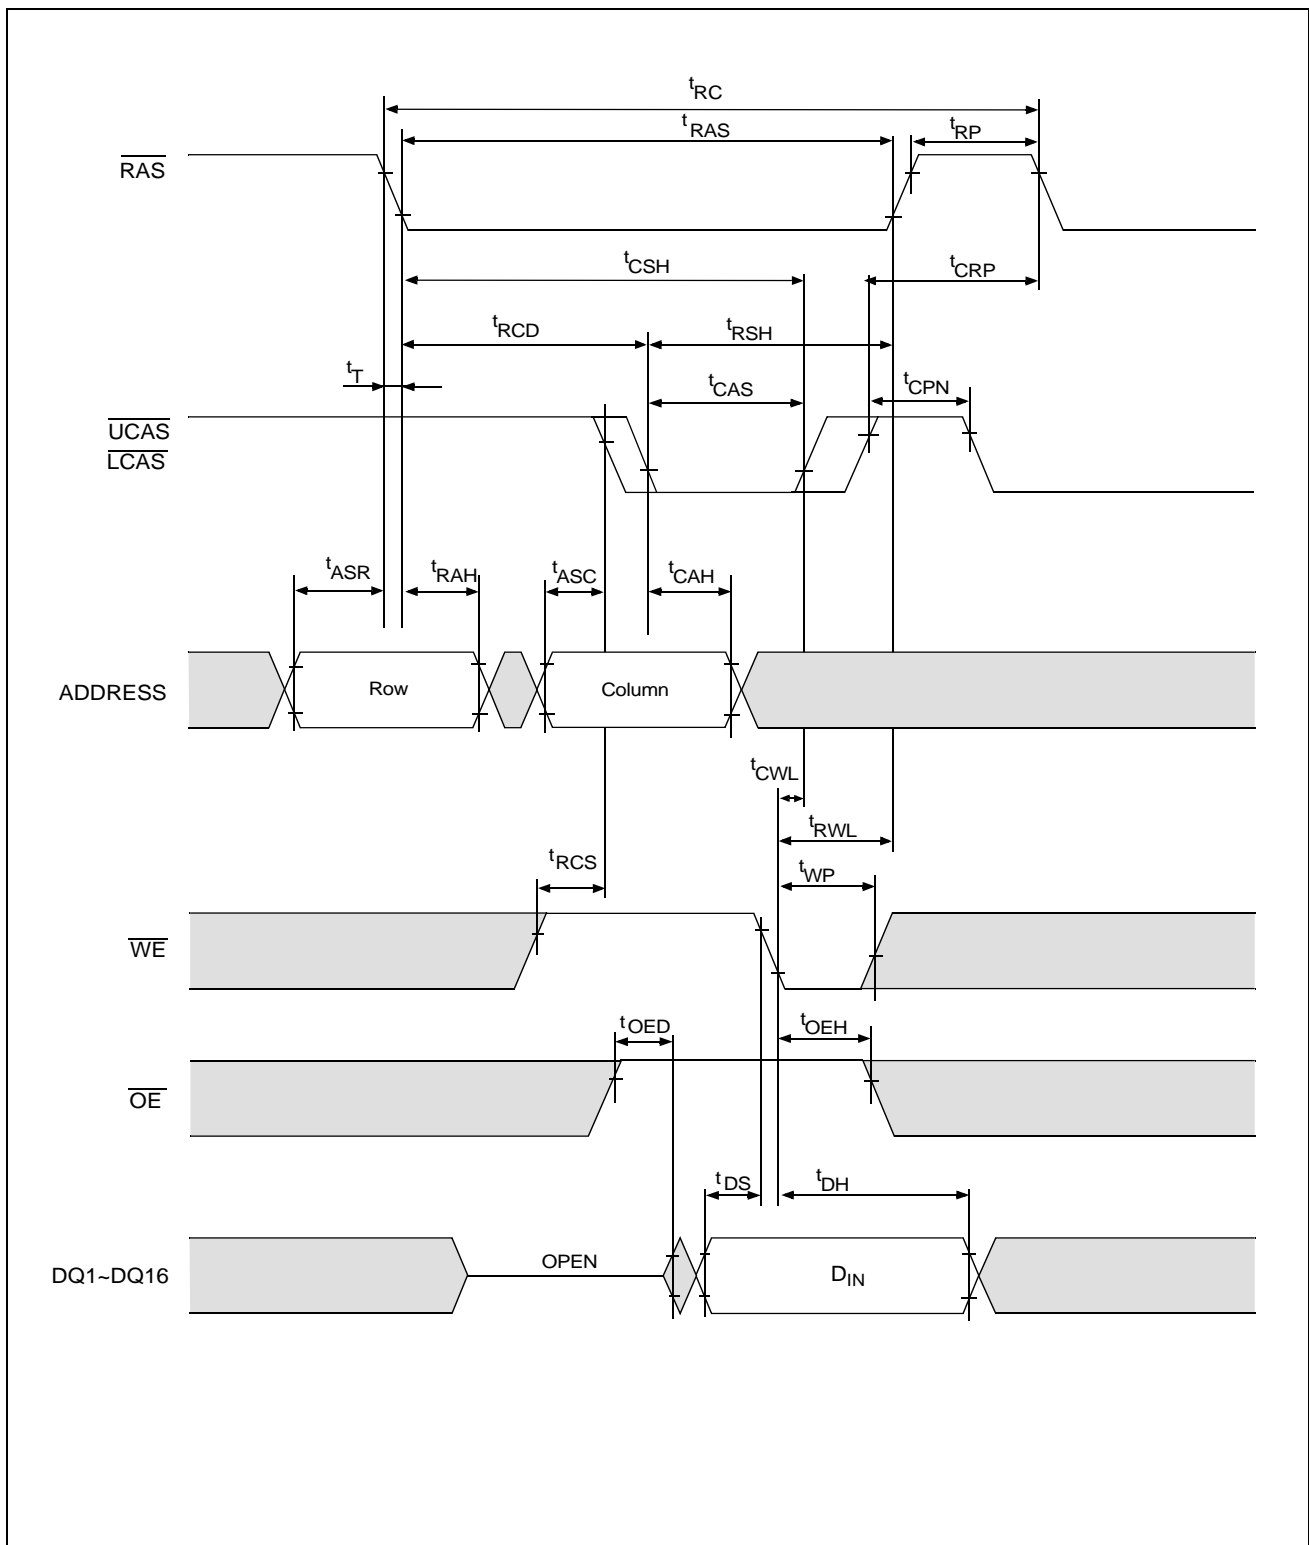 tRC
tRAS
tRP
RAS
tCSH
tCRP
tRCD
tRSH
tT
tCAS
tCPN
UCAS
LCAS
tASR
tRAH
tASC
tCAH
ADDRESS
Row
Column
tCWL
tRWL
tRCS
tWP
WE
tOED
tOEH
OE
tDS
tDH
DQ1~DQ16
OPEN
DIN